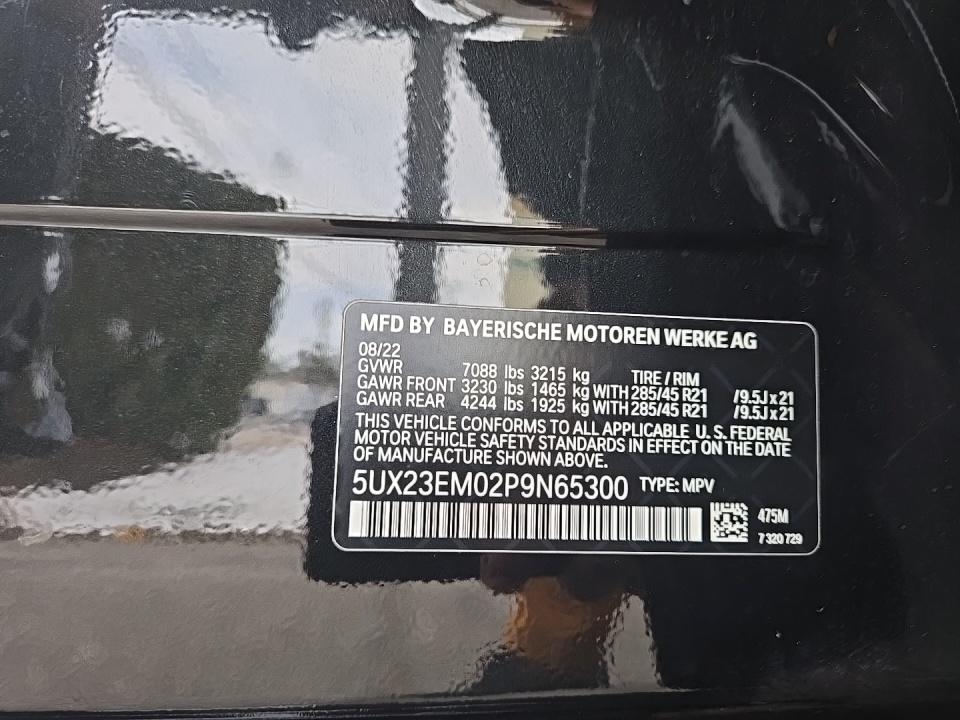 MFD BY BAYERISCHE MOTOREN WERKE AG
08/22
GVWR 7088 lbs 3215 kg TIRE / RIM
GAWR FRONT 3230 lbs 1465 kg WITH 285/45 R21 /9.5J x 21
GAWR REAR 4244 lbs 1925 kg WITH 285/45 R21 /9.5J x 21
THIS VEHICLE CONFORMS TO ALL APPLICABLE U. S. FEDERAL
MOTOR VEHICLE SAFETY STANDARDS IN EFFECT ON THE DATE
OF MANUFACTURE SHOWN ABOVE.
5UX23EM02P9N65300 TYPE: MPV
475M
7 320 729